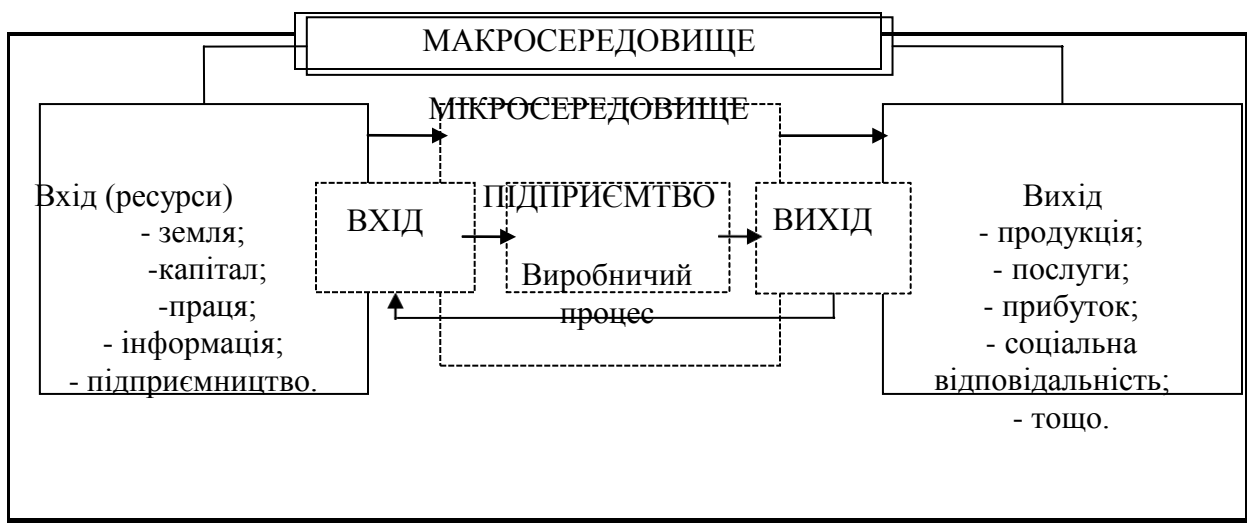 МАКРОСЕРЕДОВИЩЕ
МІКРОСЕРЕДОВИЩЕ
Вхід (ресурси)
- земля;
-капітал;
-праця;
- інформація;
- підприємництво.
ВХІД
ПІДПРИЄМТВО
Виробничий
процес
ВИХІД
Вихід
- продукція;
- послуги;
- прибуток;
- соціальна
відповідальність;
- тощо.